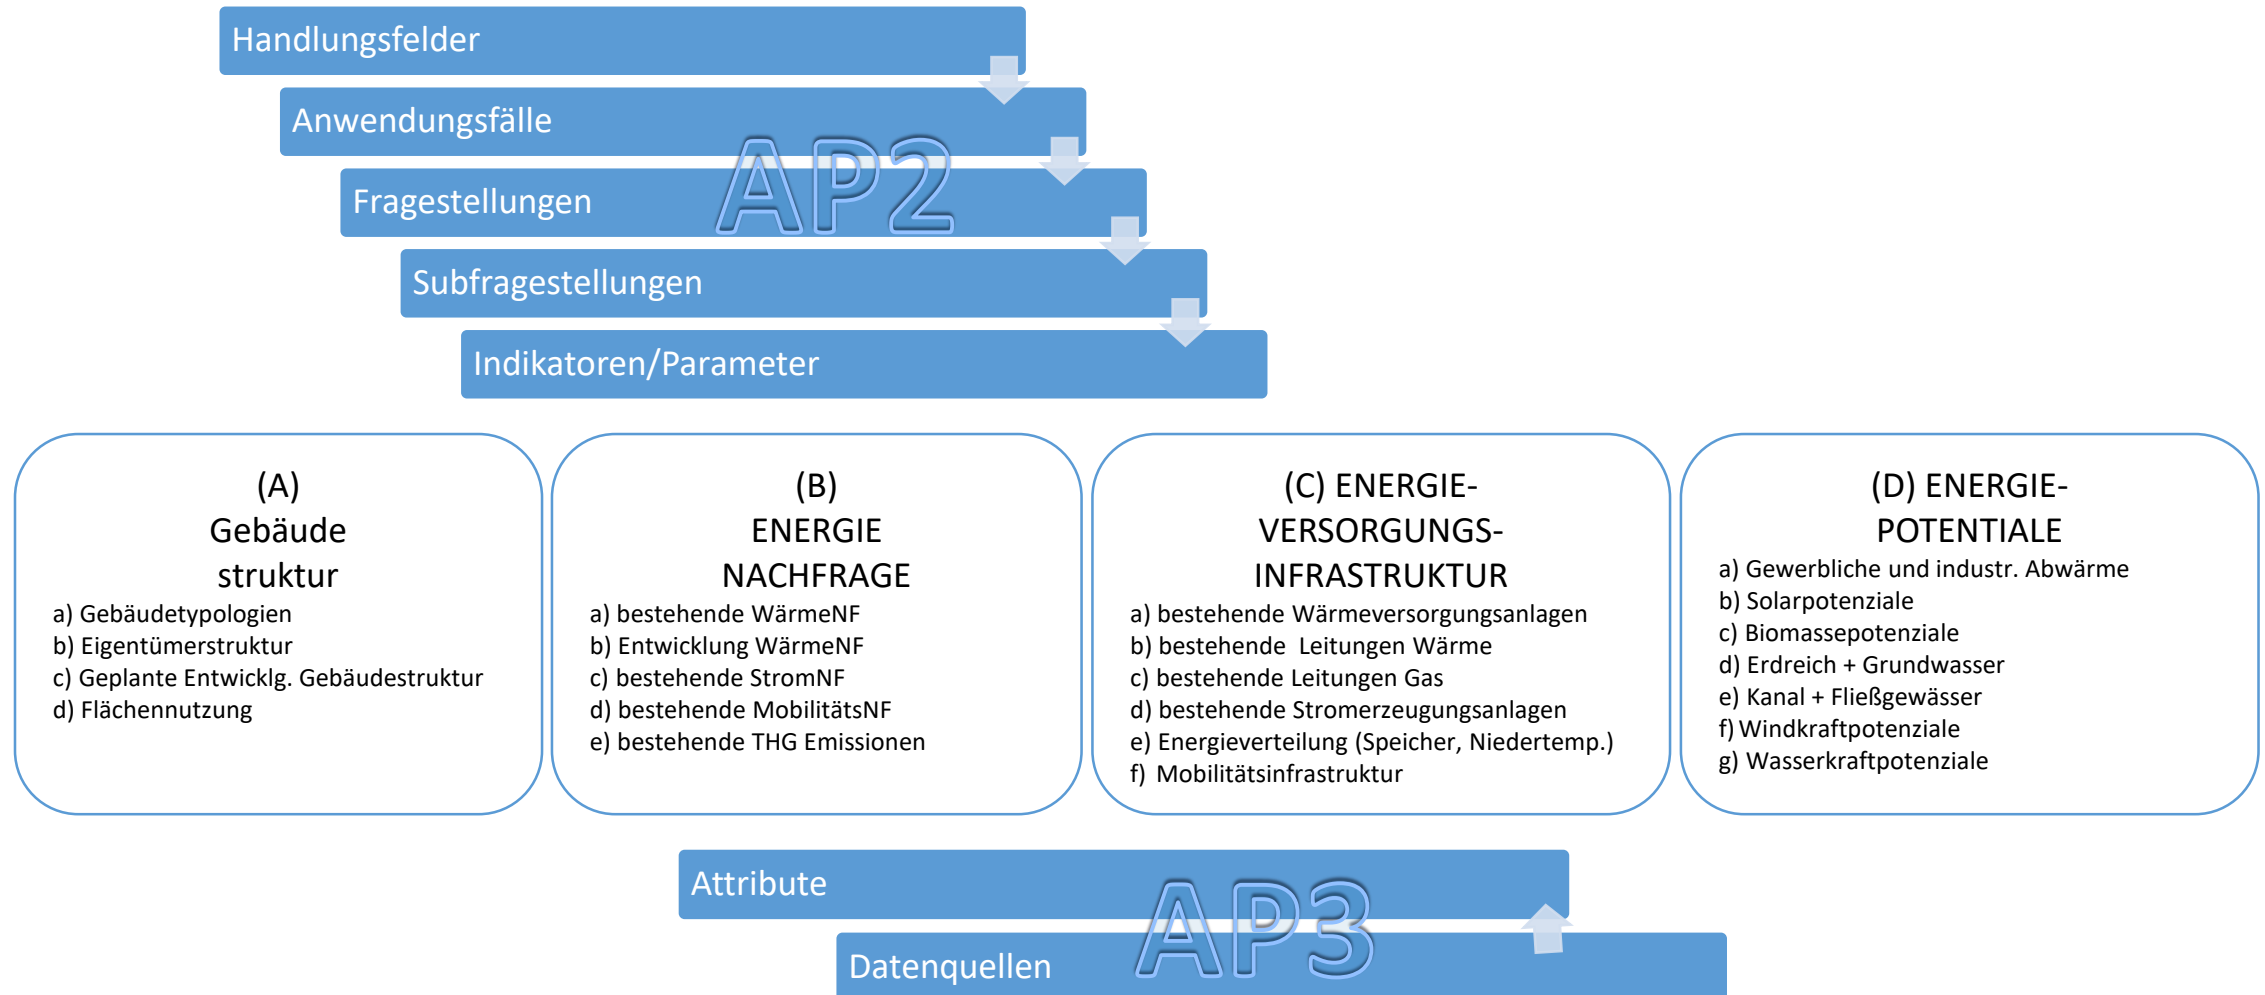 Handlungsfelder
Anwendungsfälle
AP2
Fragestellungen
Subfragestellungen
Indikatoren/Parameter
(A)
Gebäude
struktur
a) Gebäudetypologien
b) Eigentümerstruktur
c) Geplante Entwicklg. Gebäudestruktur
d) Flächennutzung
(B)
ENERGIE
NACHFRAGE
a) bestehende WärmeNF
b) Entwicklung WärmeNF
c) bestehende StromNF
d) bestehende MobilitätsNF
e) bestehende THG Emissionen
(C) ENERGIE-
VERSORGUNGS-
INFRASTRUKTUR
a) bestehende Wärmeversorgungsanlagen
b) bestehende Leitungen Wärme
c) bestehende Leitungen Gas
d) bestehende Stromerzeugungsanlagen
e) Energieverteilung (Speicher, Niedertemp.)
f) Mobilitätsinfrastruktur
(D) ENERGIE-
POTENTIALE
a) Gewerbliche und industr. Abwärme
b) Solarpotenziale
c) Biomassepotenziale
d) Erdreich + Grundwasser
e) Kanal + Fließgewässer
f) Windkraftpotenziale
g) Wasserkraftpotenziale
Attribute
AP3
Datenquellen